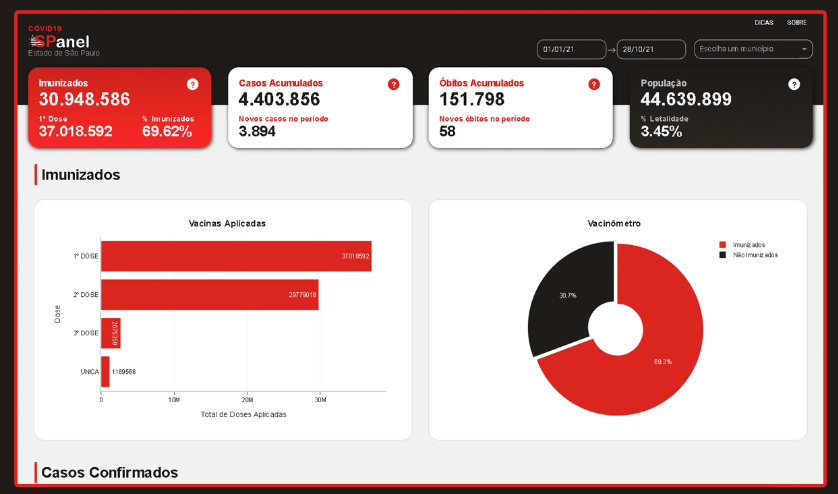 COVID19
SPanel
Estado de São Paulo
DICAS SOBRE
01/01/21 → 28/10/21 Escolha um município
Imunizados ?
30.948.586
1ª Dose % Imunizados
37.018.592 69.62%
Casos Acumulados ?
4.403.856
Novos casos no período
3.894
Óbitos Acumulados ?
151.798
Novos óbitos no período
58
População ?
44.639.899
% Letalidade
3.45%
Imunizados
Vacinas Aplicadas
Dose
1ª DOSE 37018592
2ª DOSE 29779018
3ª DOSE
UNICA 1169568
0 10M 20M 30M
Total de Doses Aplicadas
Vacinômetro
Imunizados
Não Imunizados
30.7%
69.3%
Casos Confirmados